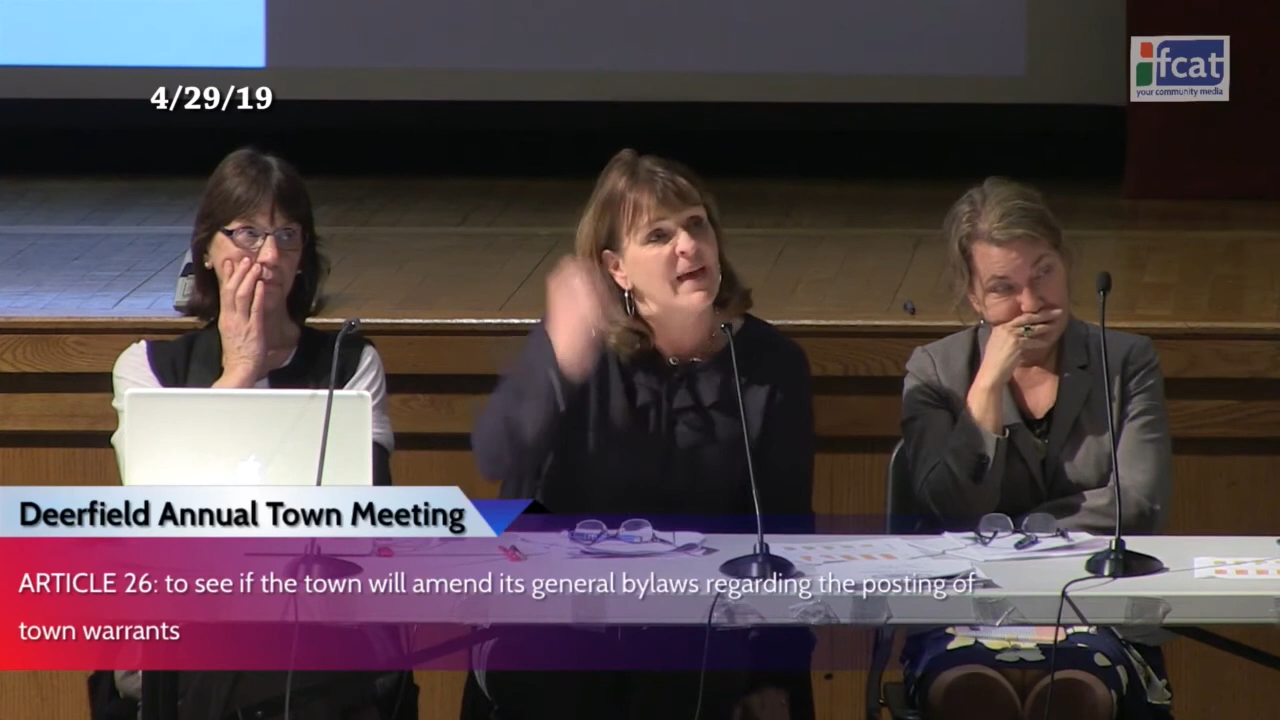 4/29/19
fcat
your community media
Deerfield Annual Town Meeting
ARTICLE 26: to see if the town will amend its general bylaws regarding the posting of
town warrants